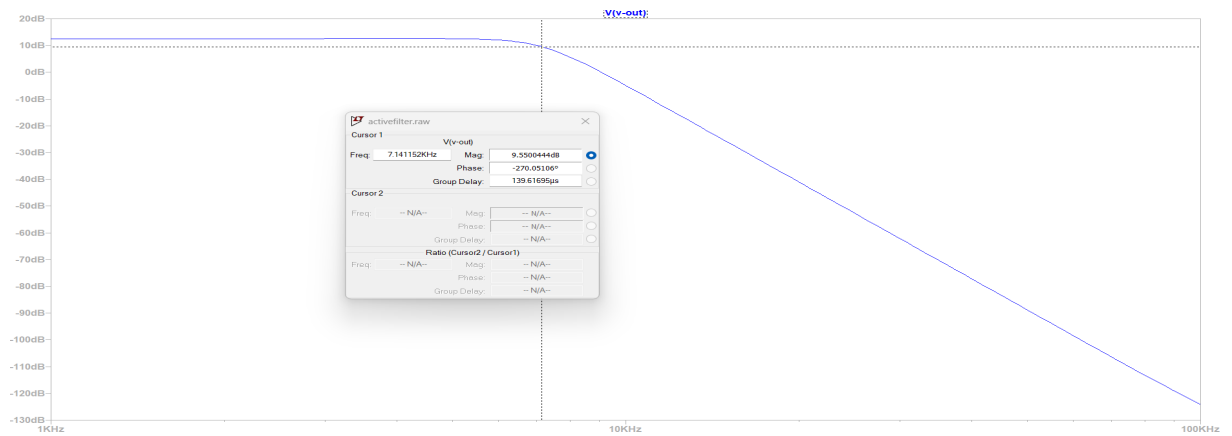 V(v-out)
20dB
10dB
0dB
-10dB
-20dB
-30dB
-40dB
-50dB
-60dB
-70dB
-80dB
-90dB
-100dB
-110dB
-120dB
-130dB
1KHz
10KHz
100KHz
activefilter.raw
Cursor 1
V(v-out)
Freq: 7.141152KHz Mag: 9.5500444dB
Phase: -270.05106°
Group Delay: 139.61695µs
Cursor 2
Freq: -- N/A-- Mag: -- N/A--
Phase: -- N/A--
Group Delay: -- N/A--
Ratio (Cursor2 / Cursor1)
Freq: -- N/A-- Mag: -- N/A--
Phase: -- N/A--
Group Delay: -- N/A--